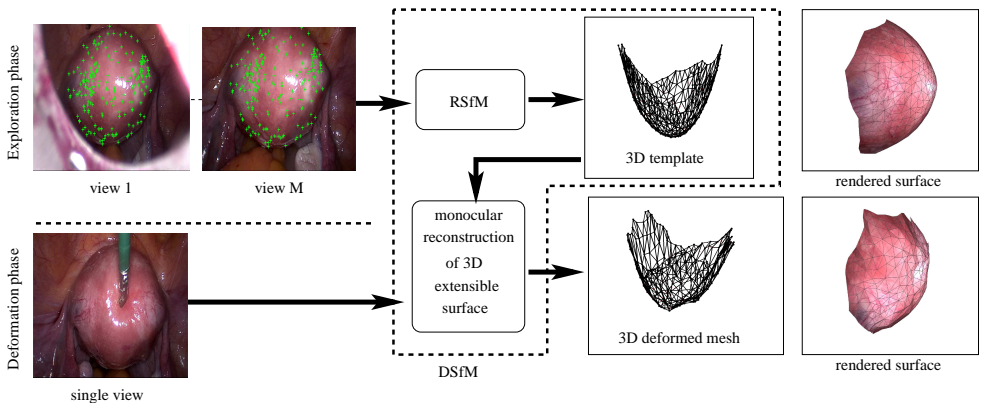 Exploration phase
view 1
view M
RSfM
3D template
rendered surface
Deformation phase
single view
monocular
reconstruction
of 3D
extensible
surface
DSfM
3D deformed mesh
rendered surface